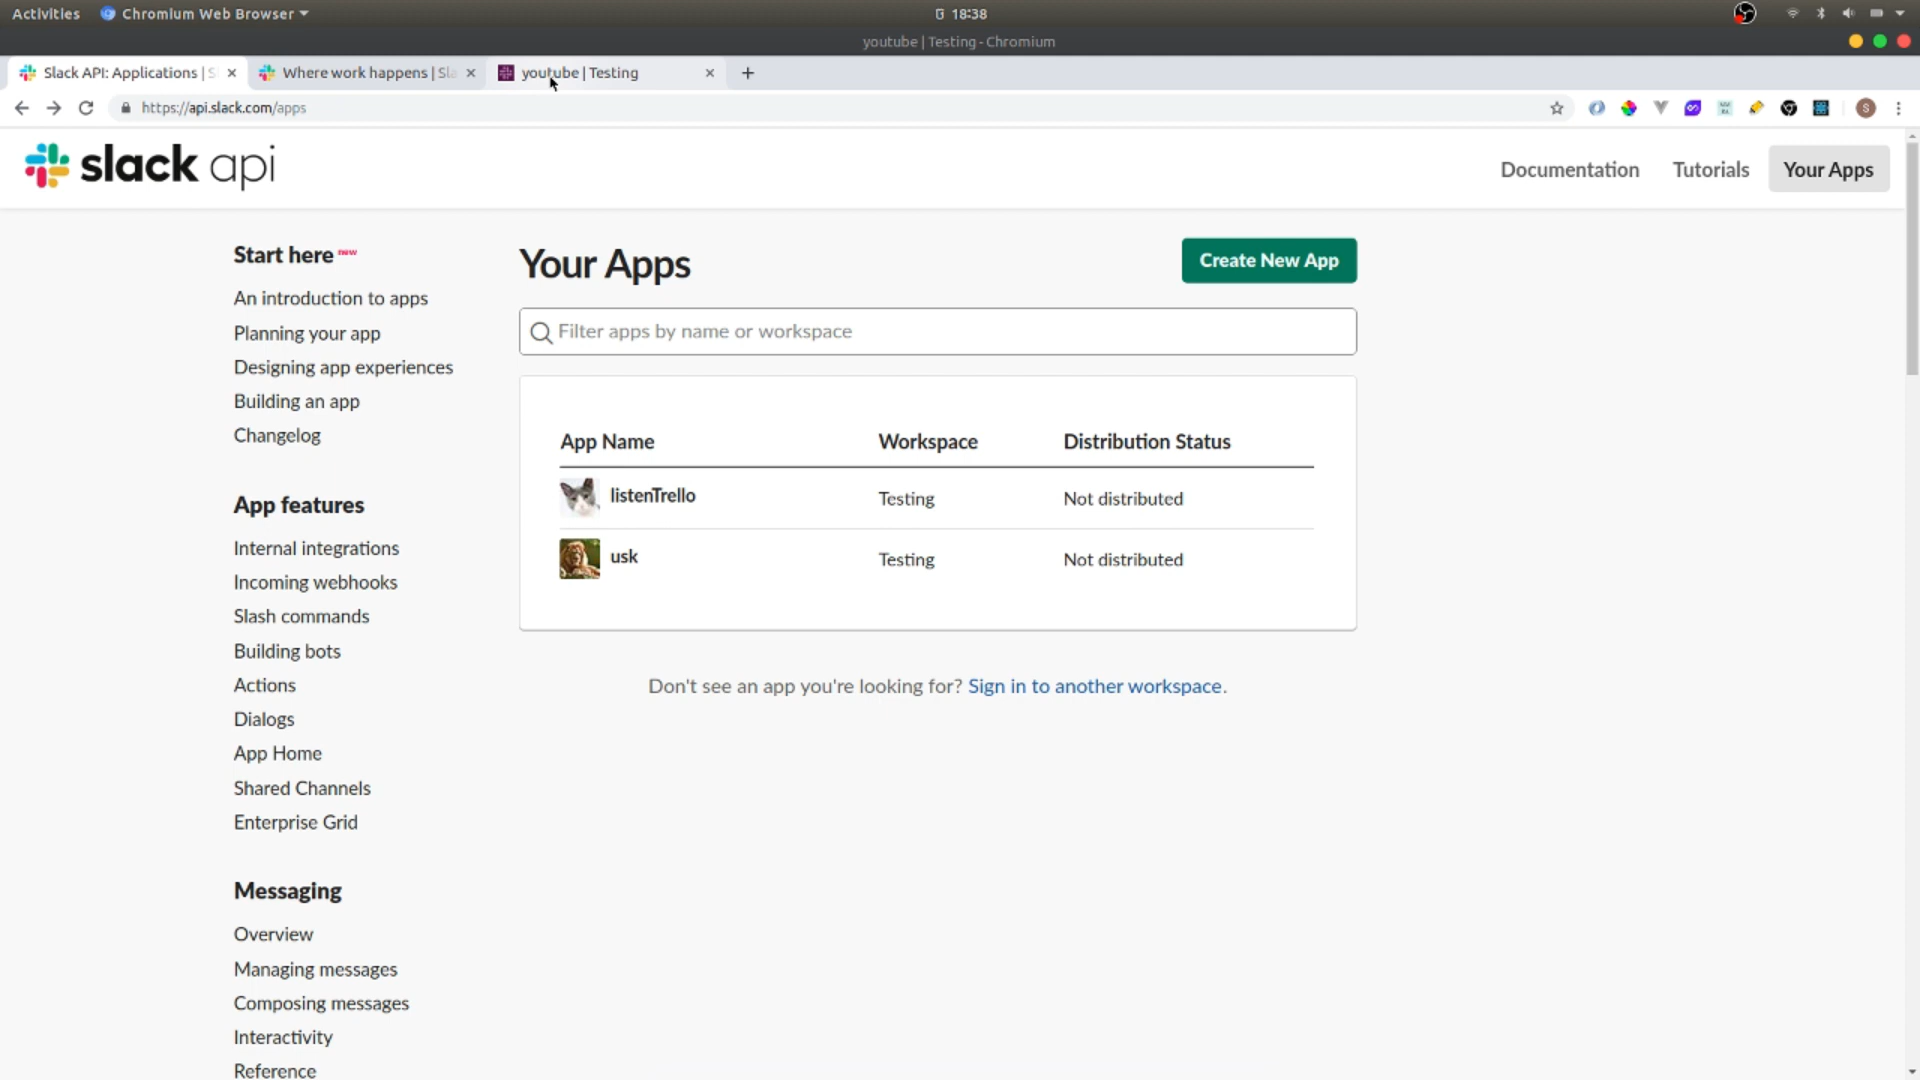 Activities
Chromium Web Browser
18:38
youtube | Testing - Chromium
Slack API: Applications | S
Where work happens | Sla
youtube | Testing
https://api.slack.com/apps
S
slack api
Documentation
Tutorials
Your Apps
Start here new
An introduction to apps
Planning your app
Designing app experiences
Building an app
Changelog
App features
Internal integrations
Incoming webhooks
Slash commands
Building bots
Actions
Dialogs
App Home
Shared Channels
Enterprise Grid
Messaging
Overview
Managing messages
Composing messages
Interactivity
Reference
Your Apps
Create New App
Filter apps by name or workspace
App Name Workspace Distribution Status
listenTrello Testing Not distributed
usk Testing Not distributed
Don't see an app you're looking for? Sign in to another workspace.